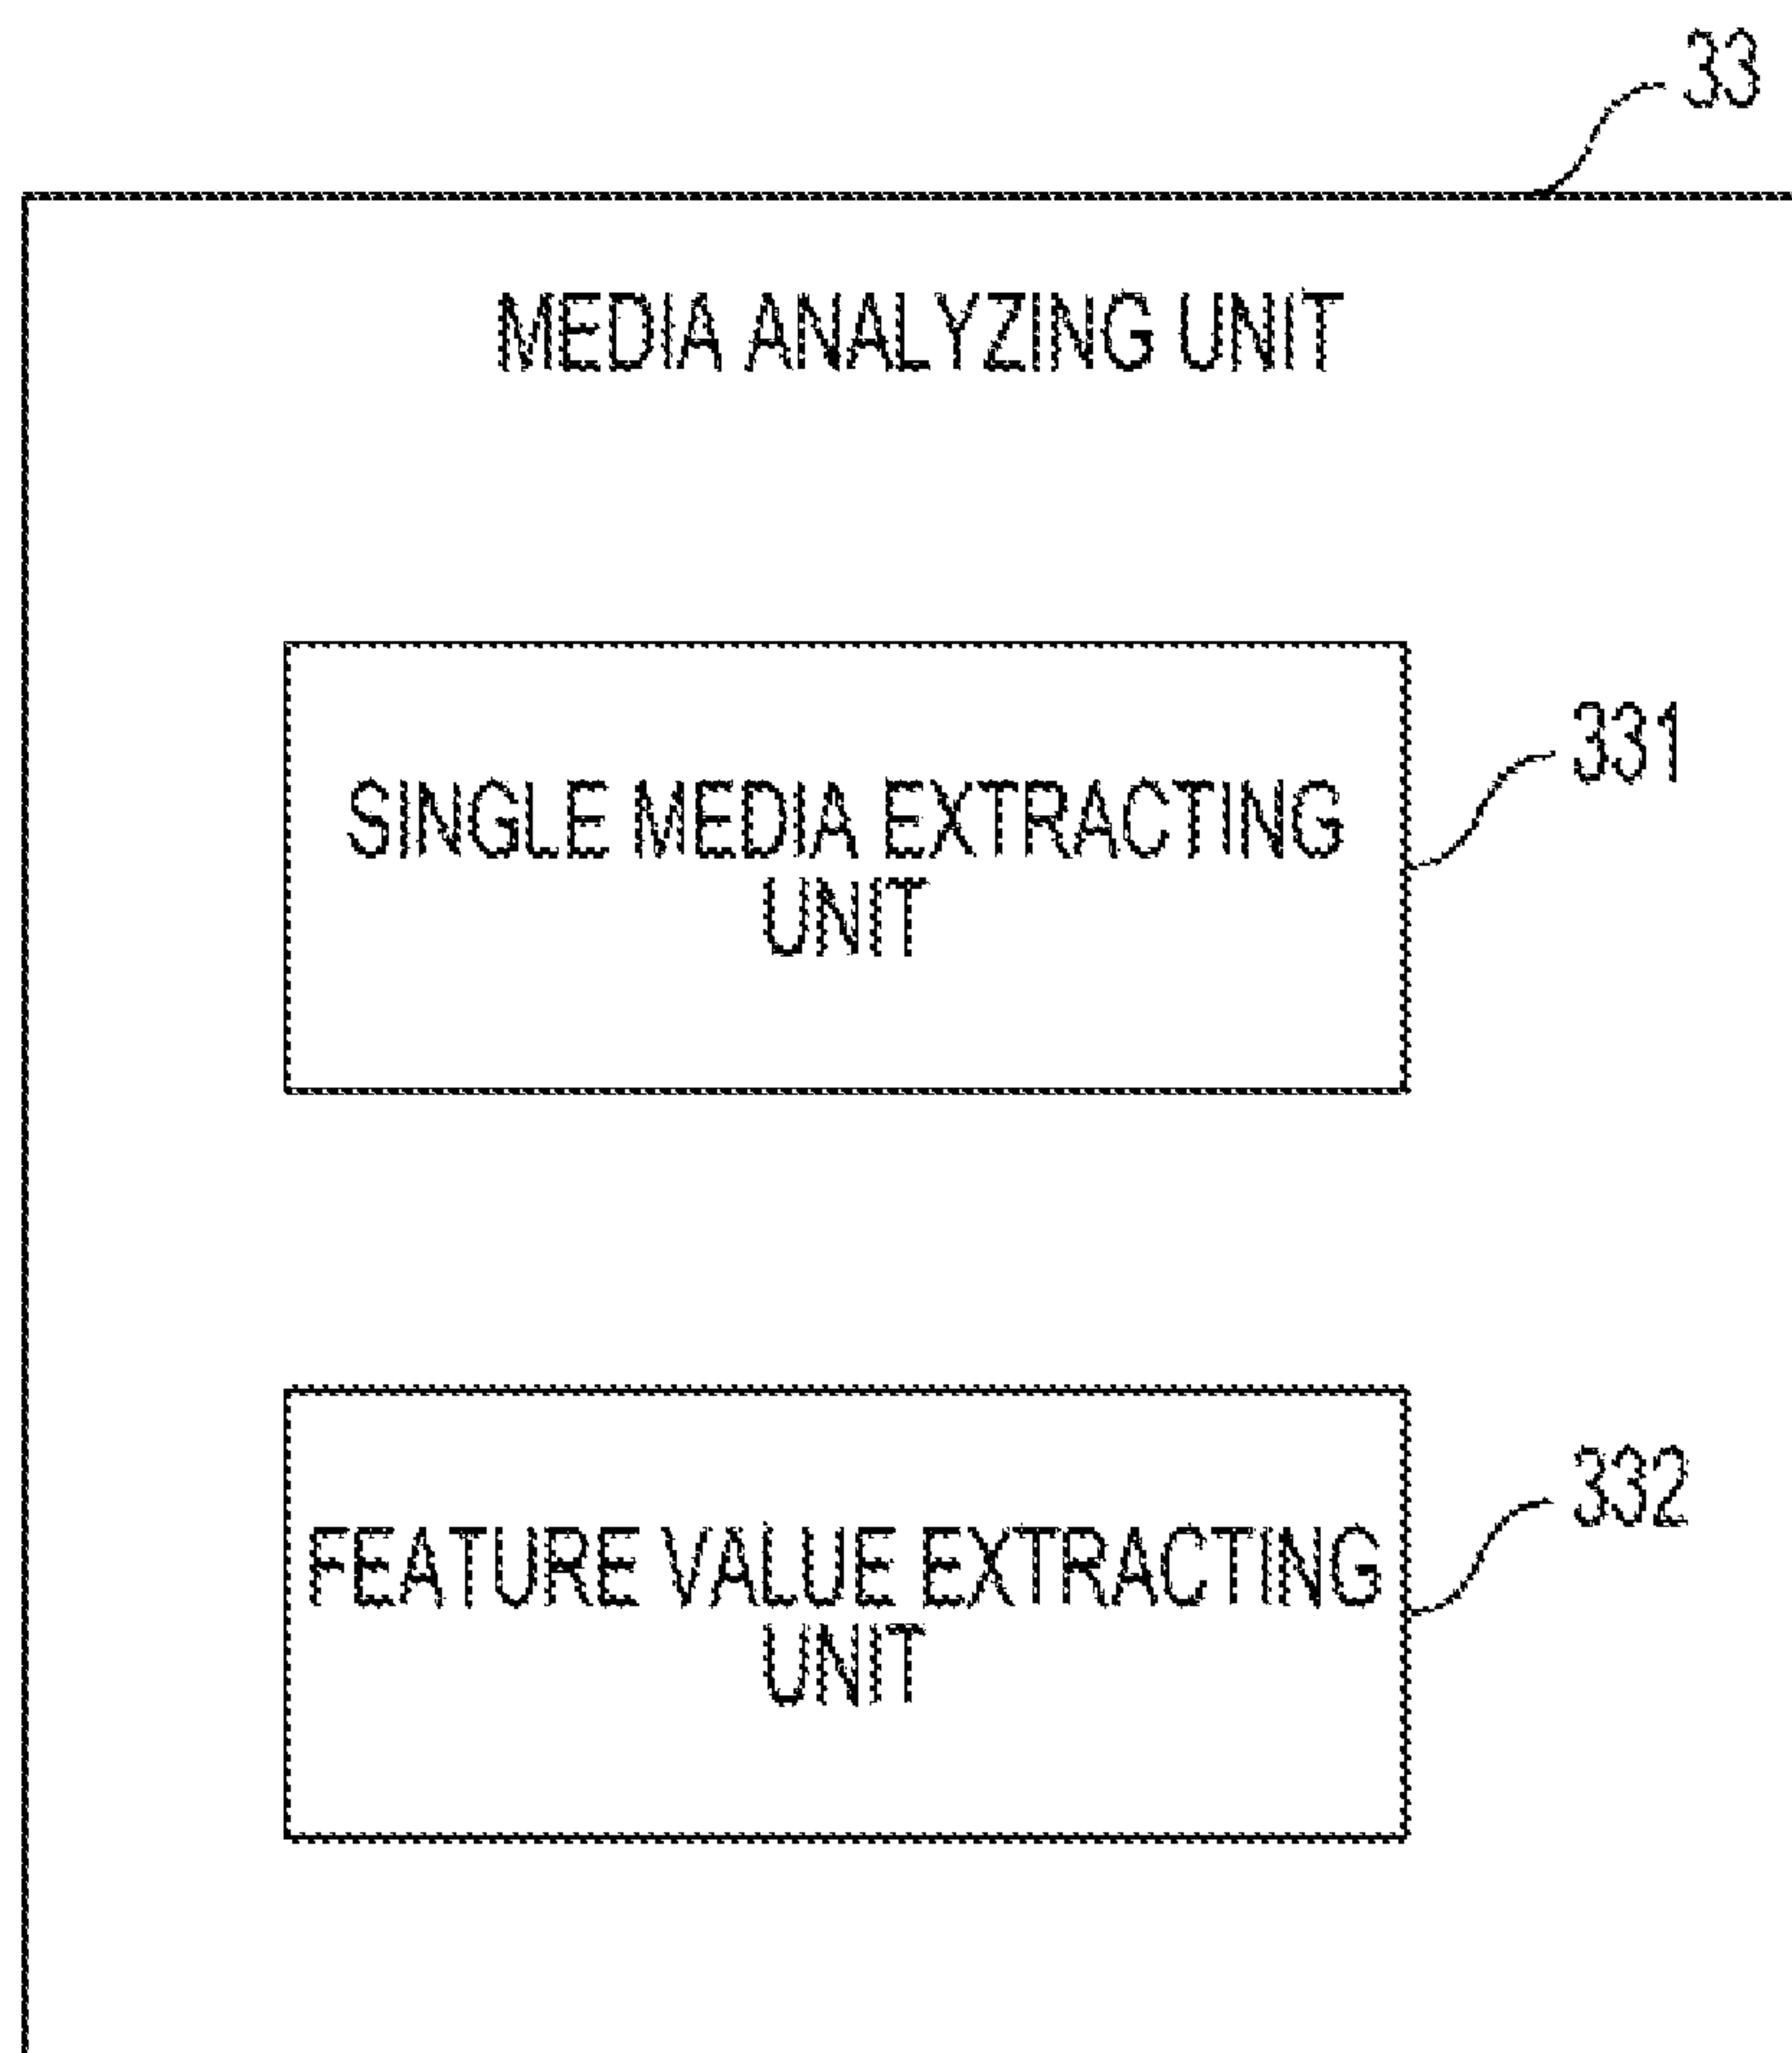 33
MEDIA ANALYZING UNIT
SINGLE MEDIA EXTRACTING
UNIT
331
FEATURE VALUE EXTRACTING
UNIT
332